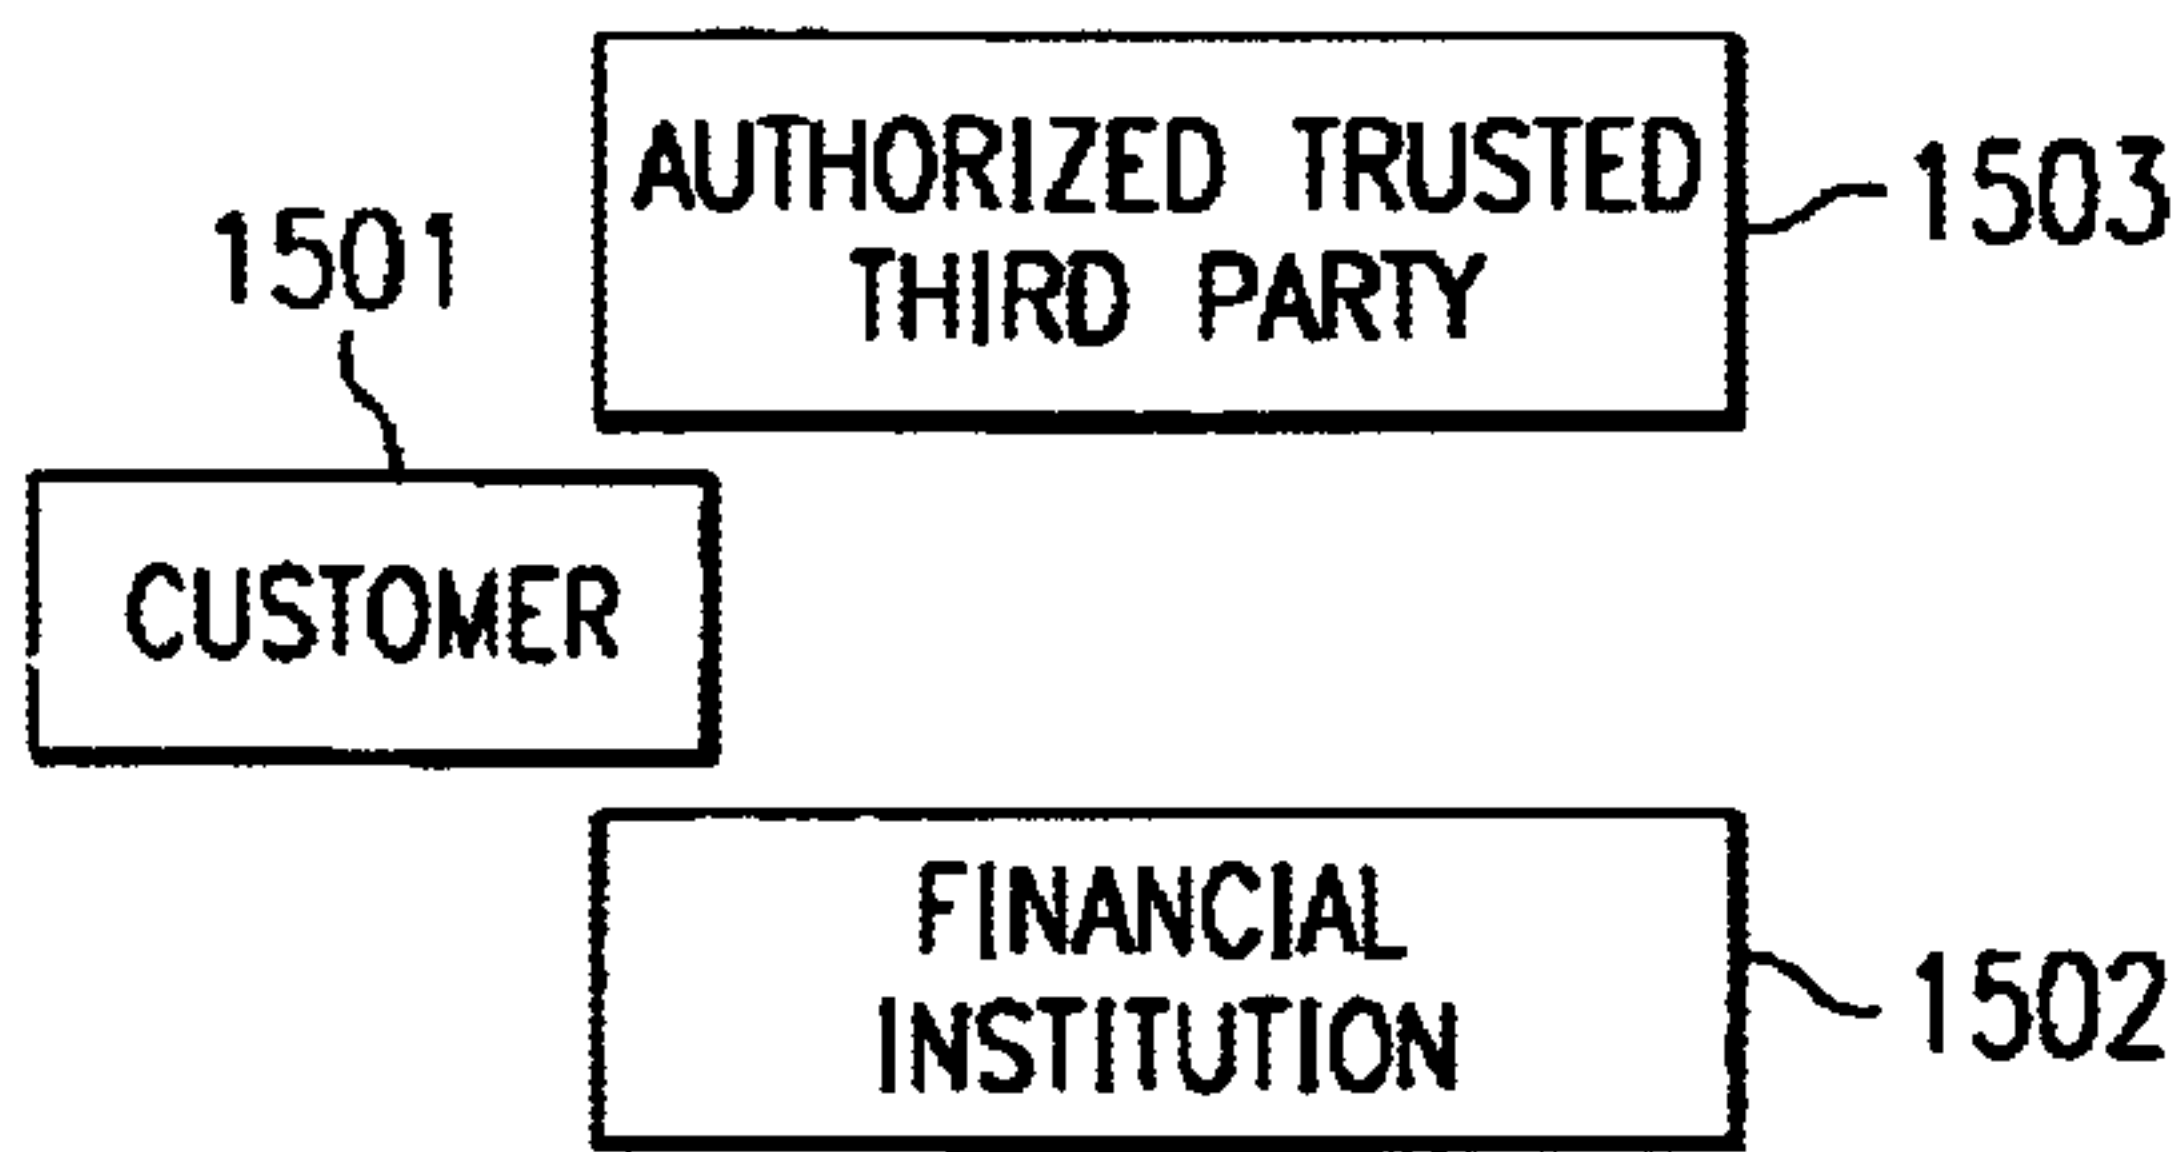 AUTHORIZED TRUSTED
THIRD PARTY
1503
1501
CUSTOMER
FINANCIAL
INSTITUTION
1502